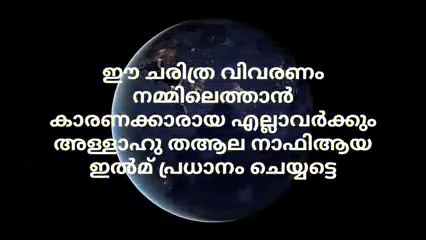 ഈ ചരിത്ര വിവരണം
നമ്മിലെത്താൻ
കാരണക്കാരായ എല്ലാവർക്കും
അള്ളാഹു തആല നാഫിആയ
ഇൽമ് പ്രധാനം ചെയ്യട്ടെ